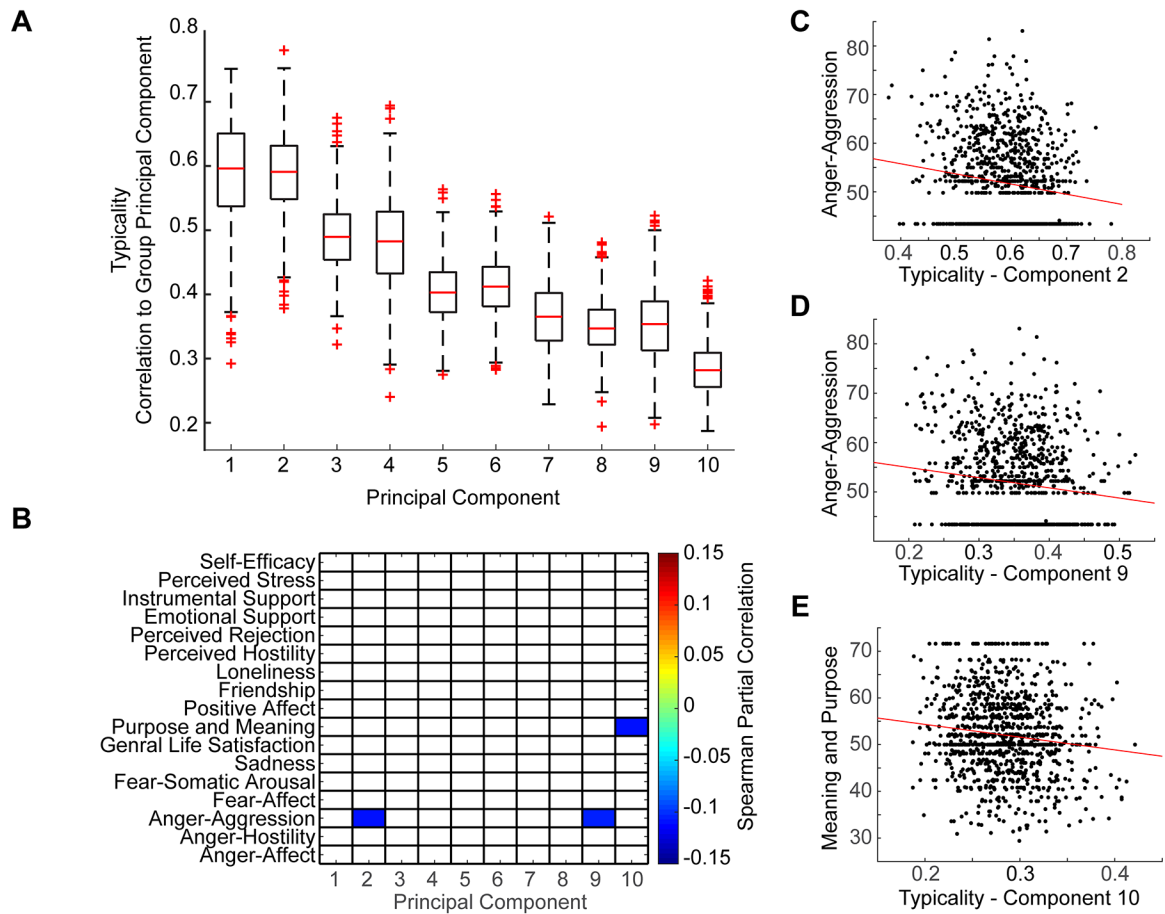 A
Typicality
Correlation to Group Principal Component
0.8
0.7
0.6
0.5
0.4
0.3
0.2
1 2 3 4 5 6 7 8 9 10
Principal Component
B
Self-Efficacy
Perceived Stress
Instrumental Support
Emotional Support
Perceived Rejection
Perceived Hostility
Loneliness
Friendship
Positive Affect
Purpose and Meaning
Genral Life Satisfaction
Sadness
Fear-Somatic Arousal
Fear-Affect
Anger-Aggression
Anger-Hostility
Anger-Affect
1 2 3 4 5 6 7 8 9 10
Principal Component
0.15
0.1
0.05
0
-0.05
-0.1
-0.15
Spearman Partial Correlation
C
Anger-Aggression
80
70
60
50
0.4 0.5 0.6 0.7 0.8
Typicality - Component 2
D
Anger-Aggression
80
70
60
50
0.2 0.3 0.4 0.5
Typicality - Component 9
E
Meaning and Purpose
70
60
50
40
30
0.2 0.3 0.4
Typicality - Component 10